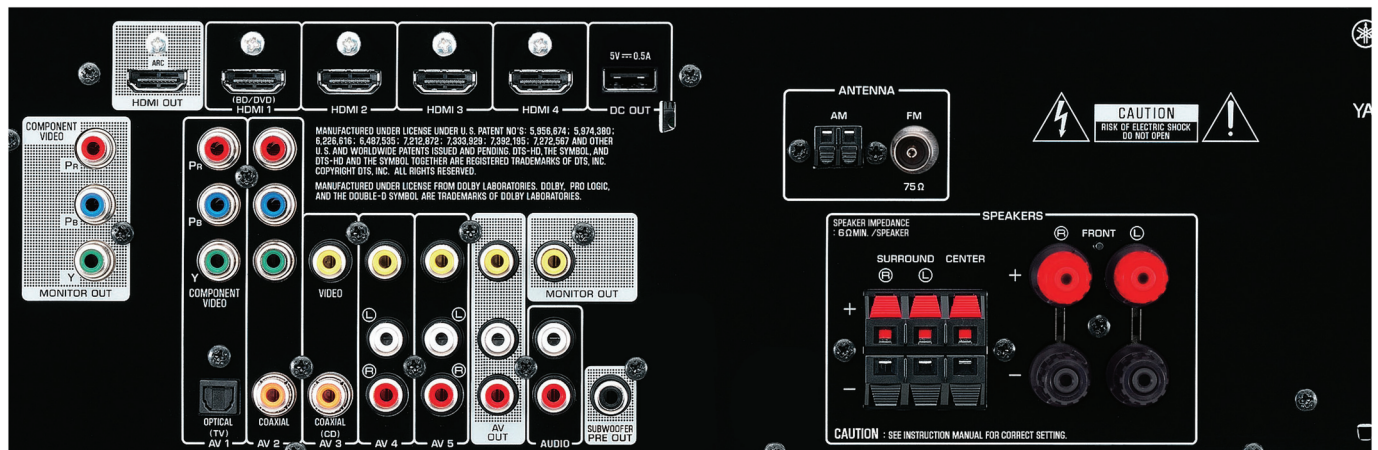 ARC
HDMI OUT
(BD/DVD)
HDMI 1
HDMI 2
HDMI 3
HDMI 4
5V 0.5A
DC OUT
COMPONENT
VIDEO
PR
PB
Y
MONITOR OUT
PR
PB
Y
COMPONENT
VIDEO
MANUFACTURED UNDER LICENSE UNDER U.S. PATENT NO'S: 5,956,674; 5,974,380;
6,226,616; 6,487,535; 7,212,872; 7,333,929; 7,392,195; 7,272,567 AND OTHER
U.S. AND WORLDWIDE PATENTS ISSUED AND PENDING. DTS-HD, THE SYMBOL, AND
DTS-HD AND THE SYMBOL TOGETHER ARE REGISTERED TRADEMARKS OF DTS, INC.
COPYRIGHT DTS, INC. ALL RIGHTS RESERVED.
MANUFACTURED UNDER LICENSE FROM DOLBY LABORATORIES. DOLBY, PRO LOGIC,
AND THE DOUBLE-D SYMBOL ARE TRADEMARKS OF DOLBY LABORATORIES.
VIDEO
MONITOR OUT
L
L
R
R
OPTICAL
(TV)
AV 1
COAXIAL
AV 2
COAXIAL
(CD)
AV 3
AV 4
AV 5
AV
OUT
AUDIO
SUBWOOFER
PRE OUT
ANTENNA
AM
FM
75 Ω
CAUTION
RISK OF ELECTRIC SHOCK
DO NOT OPEN
YA
SPEAKERS
SPEAKER IMPEDANCE
: 6 Ω MIN. /SPEAKER
SURROUND
R
L
CENTER
R
FRONT
L
+
−
+
−
CAUTION : SEE INSTRUCTION MANUAL FOR CORRECT SETTING.